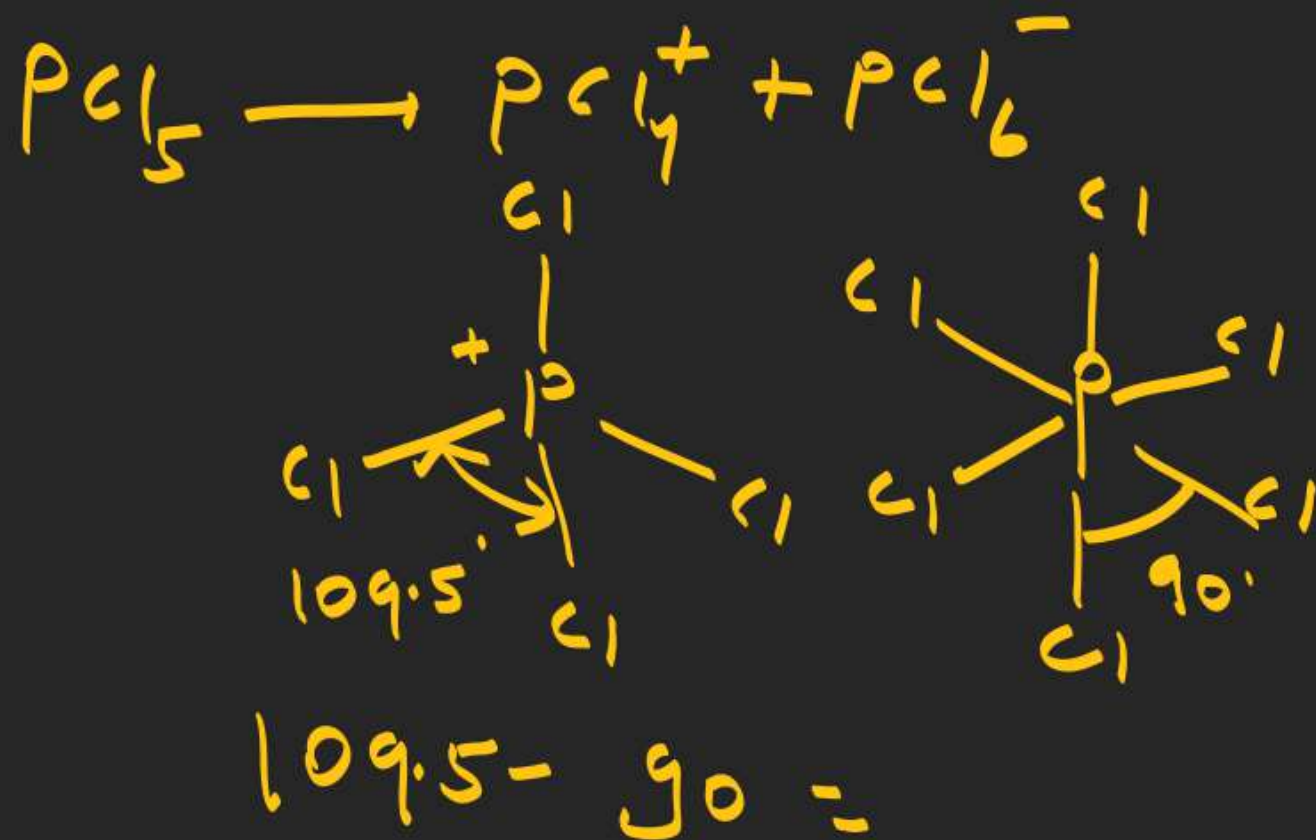 PCl₅ ⟶ PCl₄⁺ + PCl₆⁻
Cl Cl
Cl Cl
+ P P
Cl Cl Cl Cl
109.5° 90°
Cl Cl
109.5 - 90 =